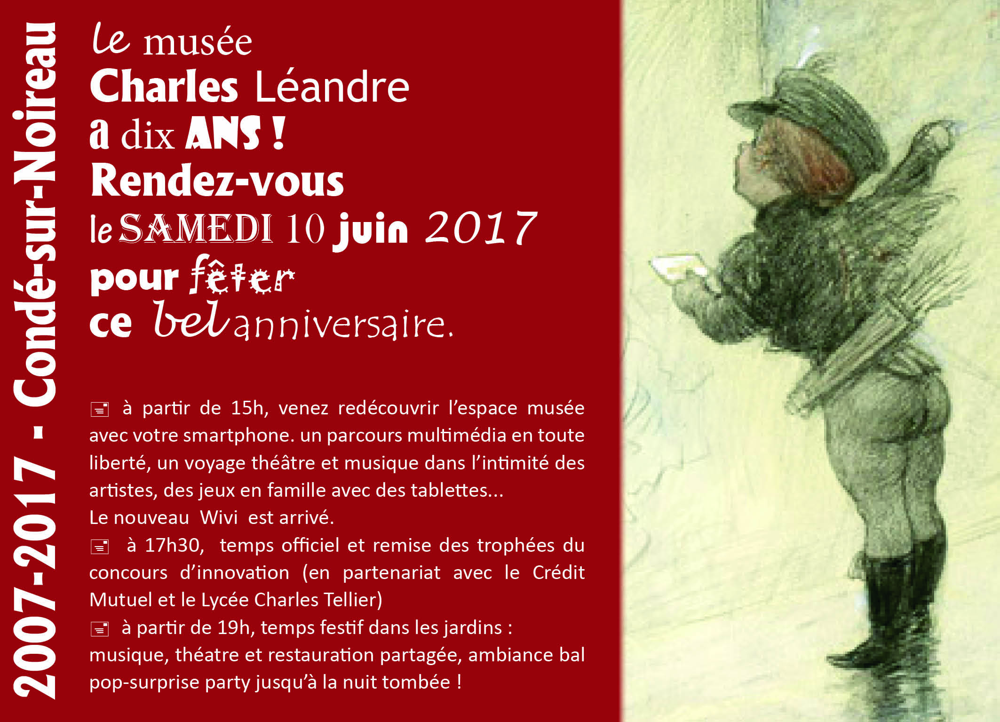 2007-2017 - Condé-sur-Noireau
le musée
Charles Léandre
a dix ANS !
Rendez-vous
le SAMEDI 10 juin 2017
pour fêter
ce bel anniversaire.
à partir de 15h, venez redécouvrir l’espace musée
avec votre smartphone. un parcours multimédia en toute
liberté, un voyage théâtre et musique dans l’intimité des
artistes, des jeux en famille avec des tablettes...
Le nouveau Wivi est arrivé.
à 17h30, temps officiel et remise des trophées du
concours d’innovation (en partenariat avec le Crédit
Mutuel et le Lycée Charles Tellier)
à partir de 19h, temps festif dans les jardins :
musique, théatre et restauration partagée, ambiance bal
pop-surprise party jusqu’à la nuit tombée !